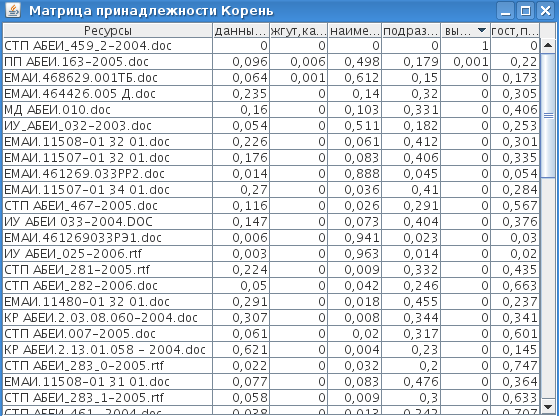 Матрица принадлежности Корень
Ресурсы данны... жгут,ка... наиме... подраз... вы... гост,п...
СТП АБЕИ_459_2-2004.doc 0 0 0 0 1 0
ПП АБЕИ.163-2005.doc 0,096 0,006 0,498 0,179 0,001 0,22
ЕМАИ.468629.001ТБ.doc 0,064 0,001 0,612 0,15 0 0,173
ЕМАИ.464426.005 Д.doc 0,235 0 0,14 0,32 0 0,305
МД АБЕИ.010.doc 0,16 0 0,103 0,331 0 0,406
ИУ_АБЕИ_032-2003.doc 0,054 0 0,511 0,182 0 0,253
ЕМАИ.11508-01 32 01.doc 0,226 0 0,061 0,412 0 0,301
ЕМАИ.11507-01 32 01.doc 0,176 0 0,083 0,406 0 0,335
ЕМАИ.461269.033РР2.doc 0,014 0 0,888 0,045 0 0,054
ЕМАИ.11507-01 34 01.doc 0,27 0 0,036 0,41 0 0,284
СТП АБЕИ_467-2005.doc 0,116 0 0,026 0,291 0 0,567
ИУ АБЕИ 033-2004.DOC 0,147 0 0,073 0,404 0 0,376
ЕМАИ.461269033РЭ1.doc 0,006 0 0,941 0,023 0 0,03
ИУ АБЕИ_025-2006.rtf 0,003 0 0,963 0,014 0 0,02
СТП АБЕИ_281-2005.rtf 0,224 0 0,009 0,332 0 0,435
СТП АБЕИ_282-2006.doc 0,05 0 0,042 0,246 0 0,663
ЕМАИ.11480-01 32 01.doc 0,291 0 0,018 0,455 0 0,237
КР АБЕИ.2.03.08.060-2004.doc 0,307 0 0,008 0,344 0 0,341
СТП АБЕИ.007-2005.doc 0,061 0 0,02 0,317 0 0,601
КР АБЕИ.2.13.01.058 - 2004.doc 0,621 0 0,004 0,23 0 0,145
СТП АБЕИ_283_0-2005.rtf 0,022 0 0,032 0,2 0 0,747
ЕМАИ.11508-01 31 01.doc 0,077 0 0,083 0,476 0 0,364
СТП АБЕИ_283_1-2005.rtf 0,058 0 0,009 0,3 0 0,633
СТП АБЕИ_461_ 2004.doc 0,038 0 0,013 0,242 0 0,707